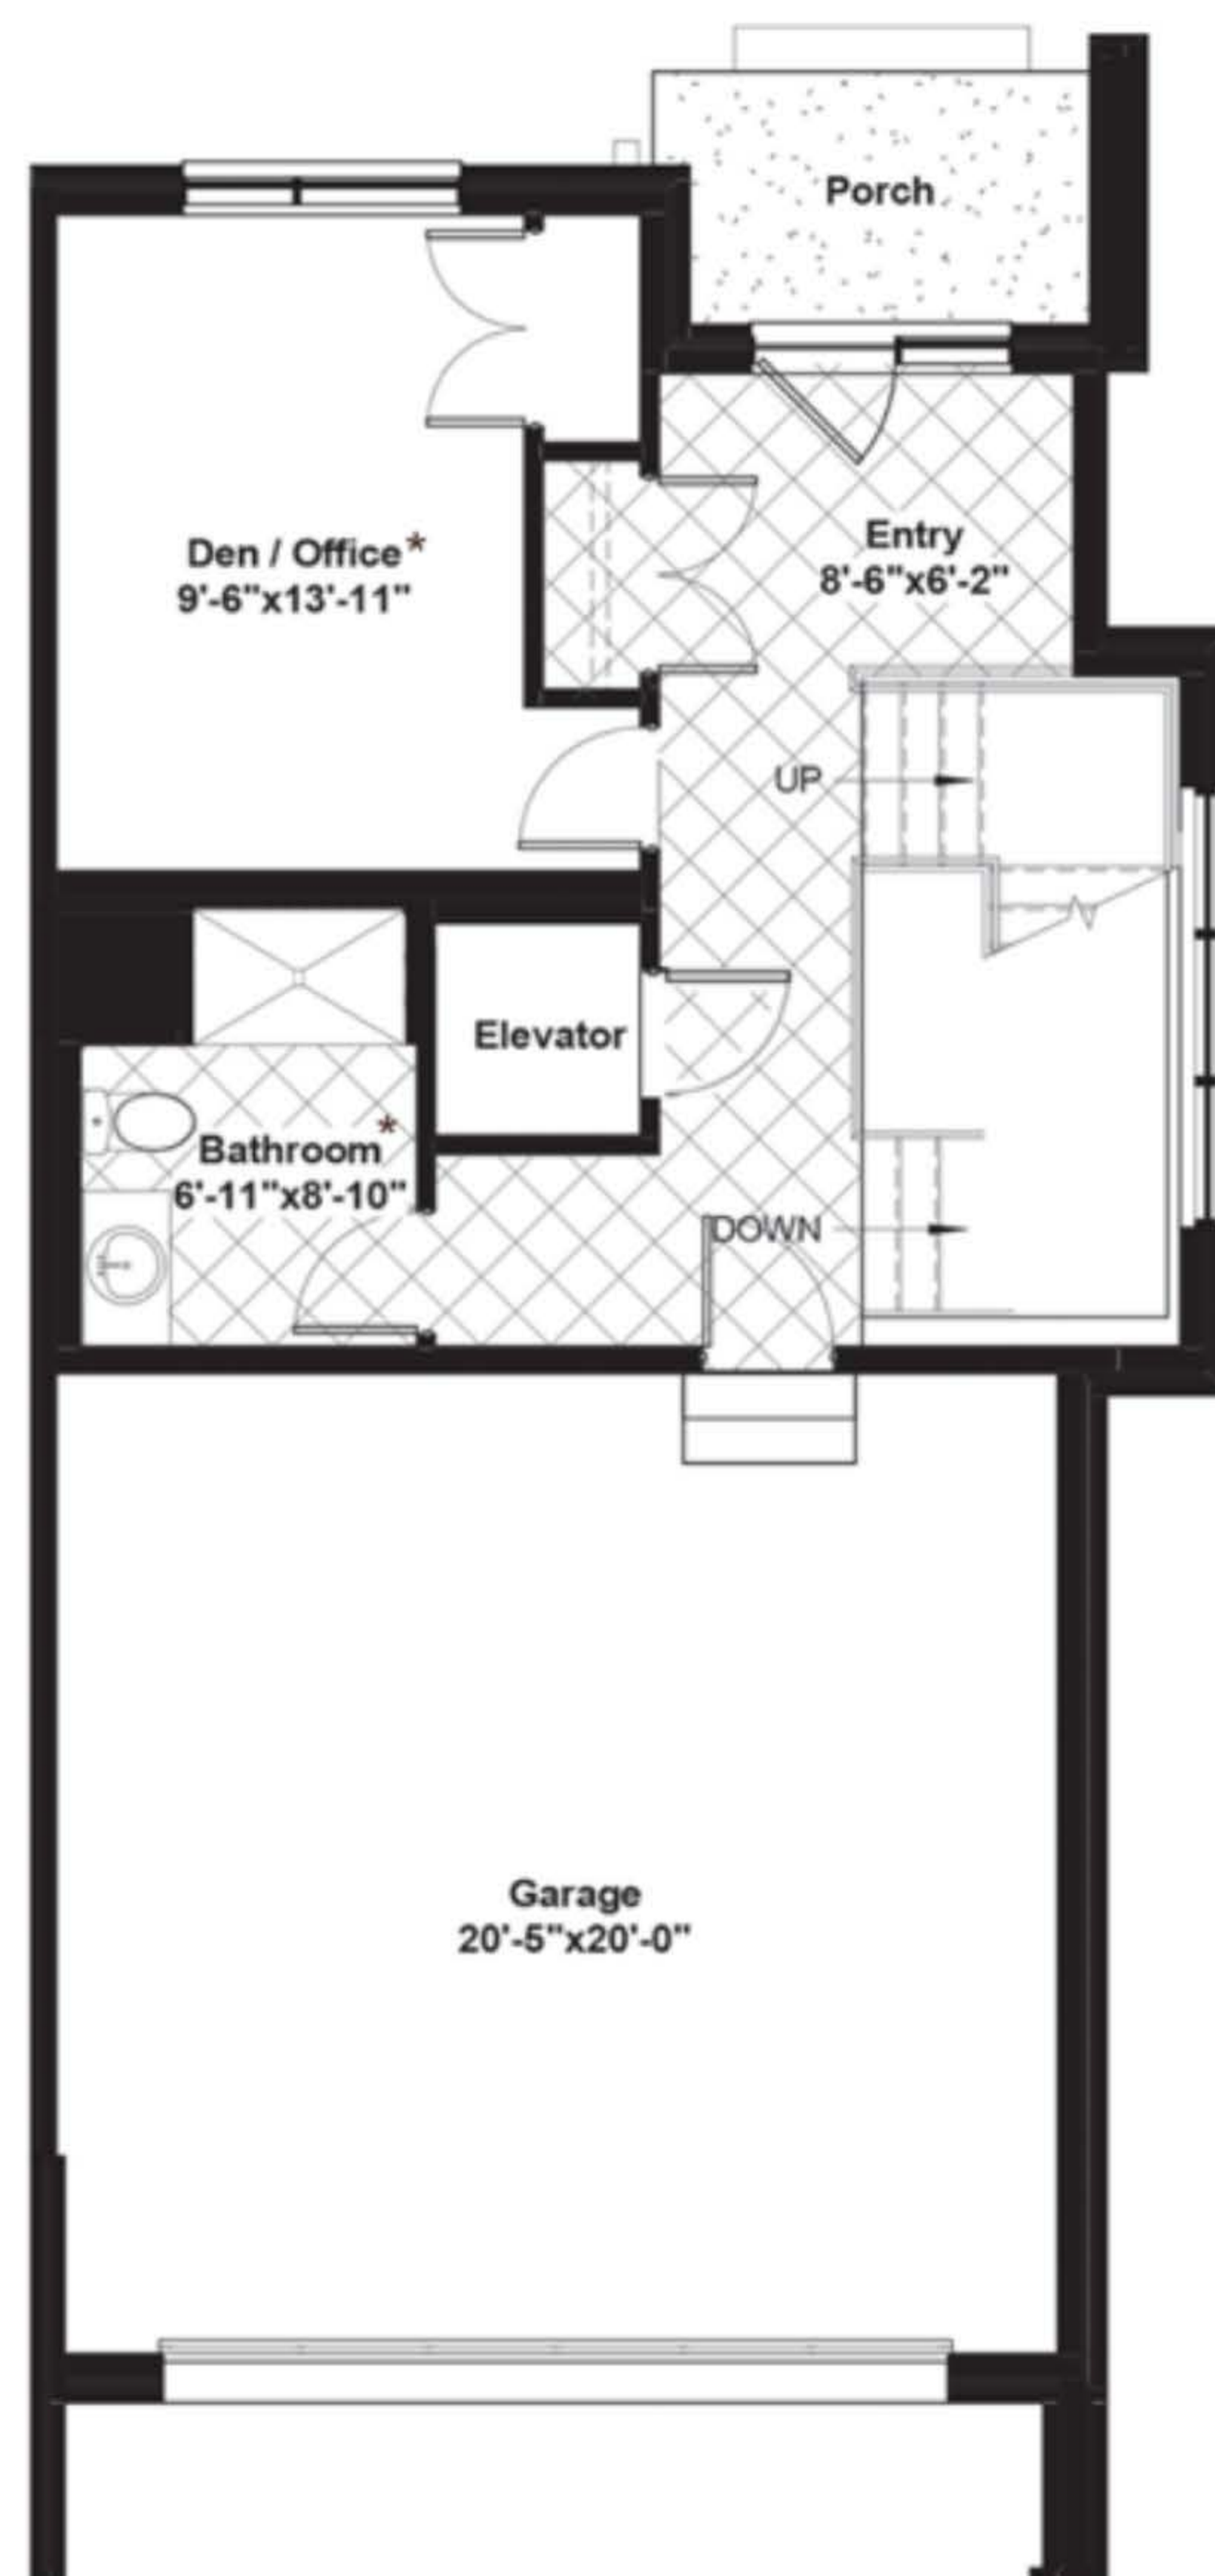 Porch
Den / Office*
9'-6"x13'-11"
Entry
8'-6"x6'-2"
UP
Elevator
Bathroom*
6'-11"x8'-10"
DOWN
Garage
20'-5"x20'-0"